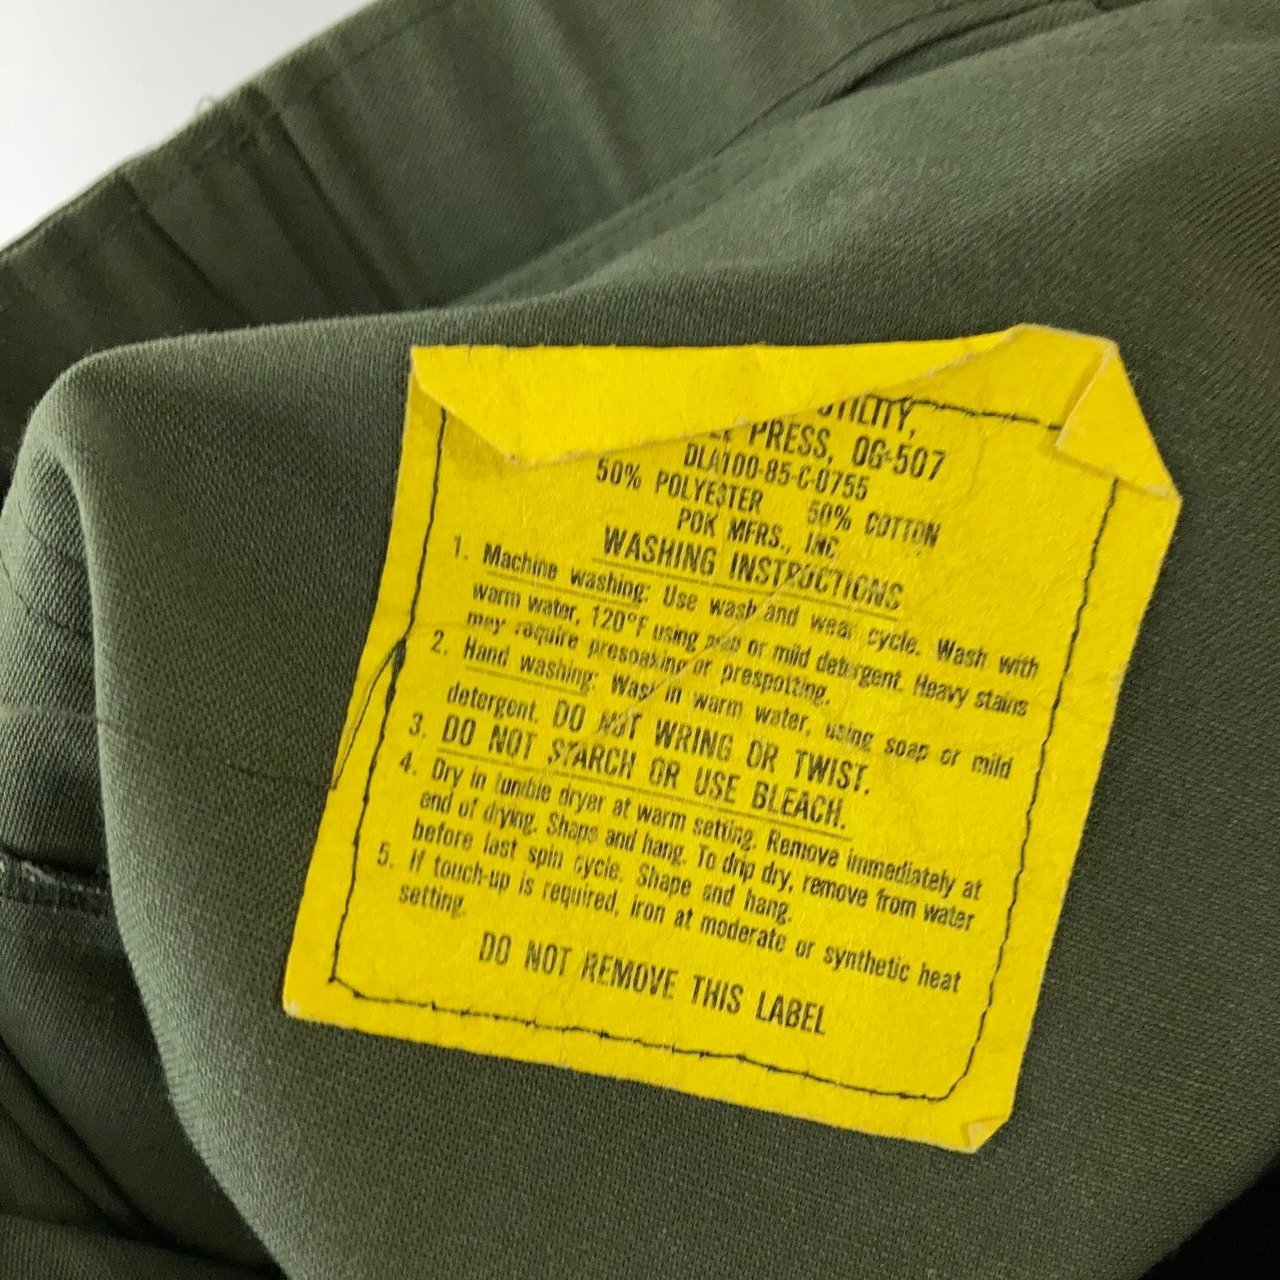 UTILITY,
PRESS, OG-507
DLA100-85-C-0755
50% POLYESTER 50% COTTON
POK MFRS., INC
WASHING INSTRUCTIONS
1. Machine washing: Use wash and wear cycle. Wash with
warm water, 120°F using soap or mild detergent. Heavy stains
may require presoaking or prespotting.
2. Hand washing: Wash in warm water, using soap or mild
detergent. DO NOT WRING OR TWIST.
3. DO NOT STARCH OR USE BLEACH.
4. Dry in tumble dryer at warm setting. Remove immediately at
end of drying. Shape and hang. To drip dry, remove from water
before last spin cycle. Shape and hang.
5. If touch-up is required, iron at moderate or synthetic heat
setting.
DO NOT REMOVE THIS LABEL